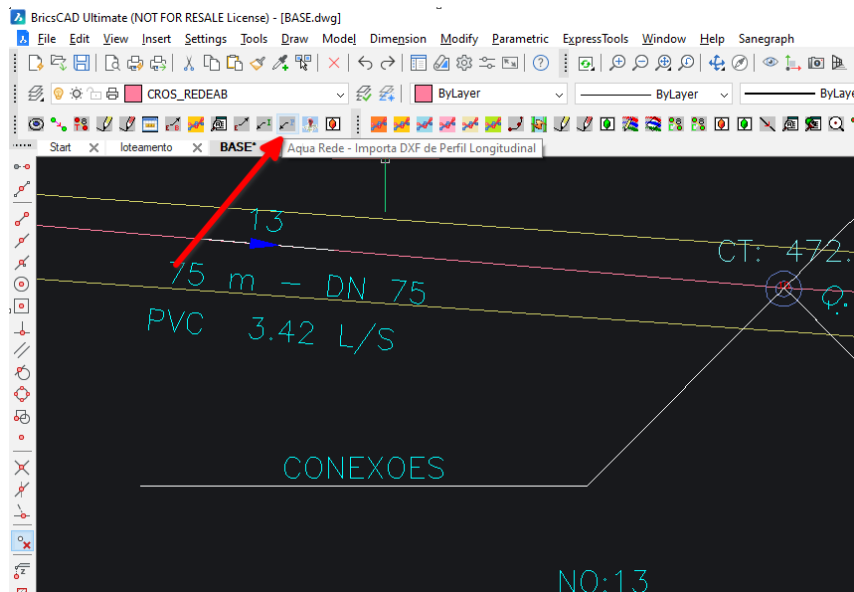 BricsCAD Ultimate (NOT FOR RESALE License) - [BASE.dwg]
File Edit View Insert Settings Tools Draw Model Dimension Modify Parametric ExpressTools Window Help Sanegraph
CROS_REDEAB ByLayer ByLayer ByLaye
Start loteamento BASE*
Aqua Rede - Importa DXF de Perfil Longitudinal
13
CT: 472.
75 m - DN 75
Q.
PVC 3.42 L/S
CONEXOES
NO:13